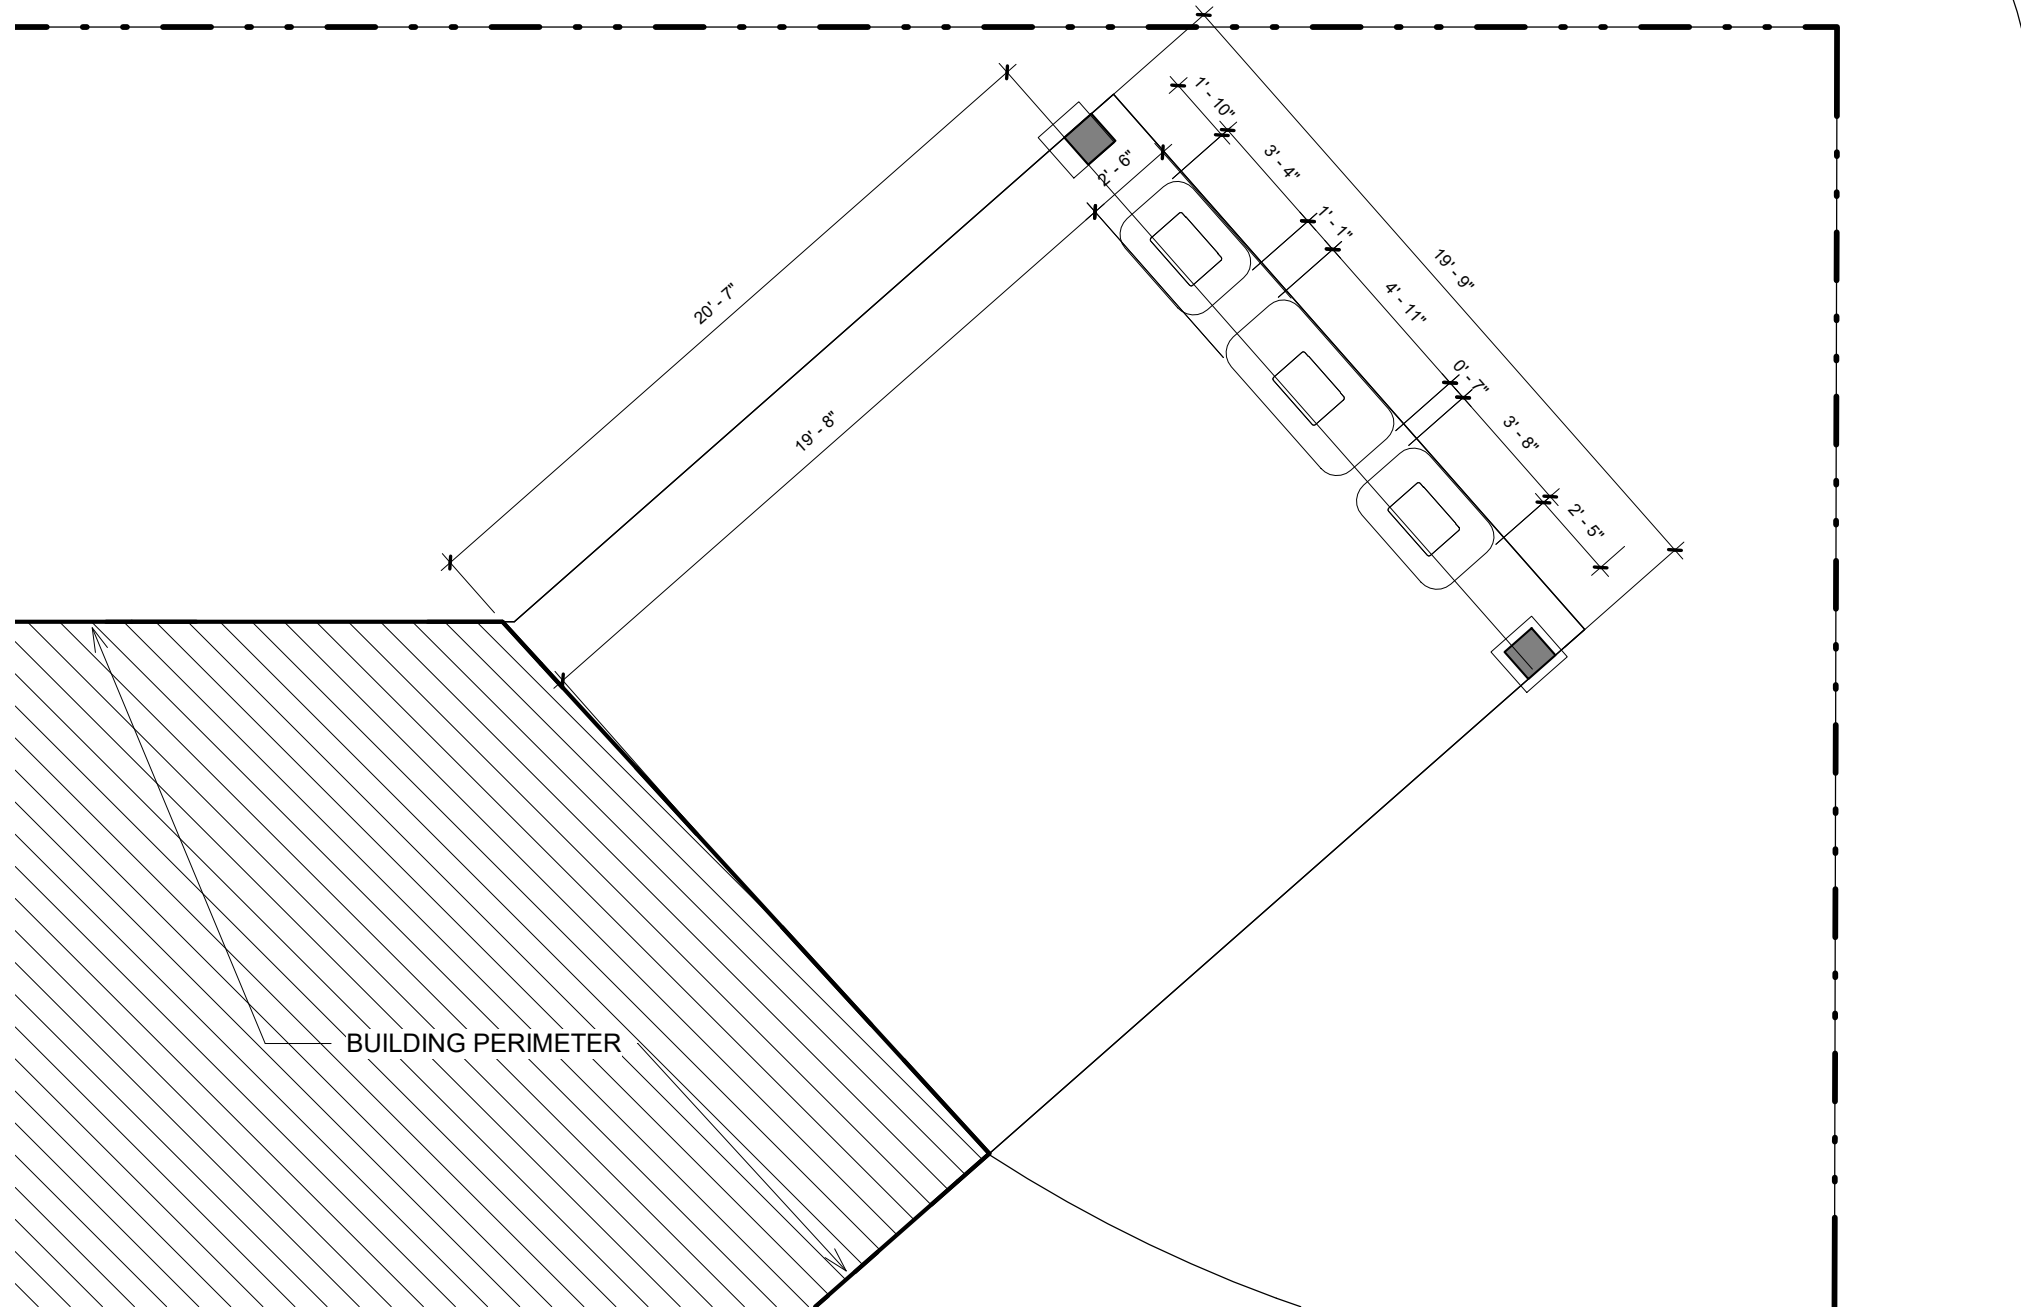 1' - 10"
2' - 6"
3' - 4"
1' - 1"
19' - 9"
20' - 7"
4' - 11"
0' - 7"
19' - 8"
3' - 8"
2' - 5"
BUILDING PERIMETER